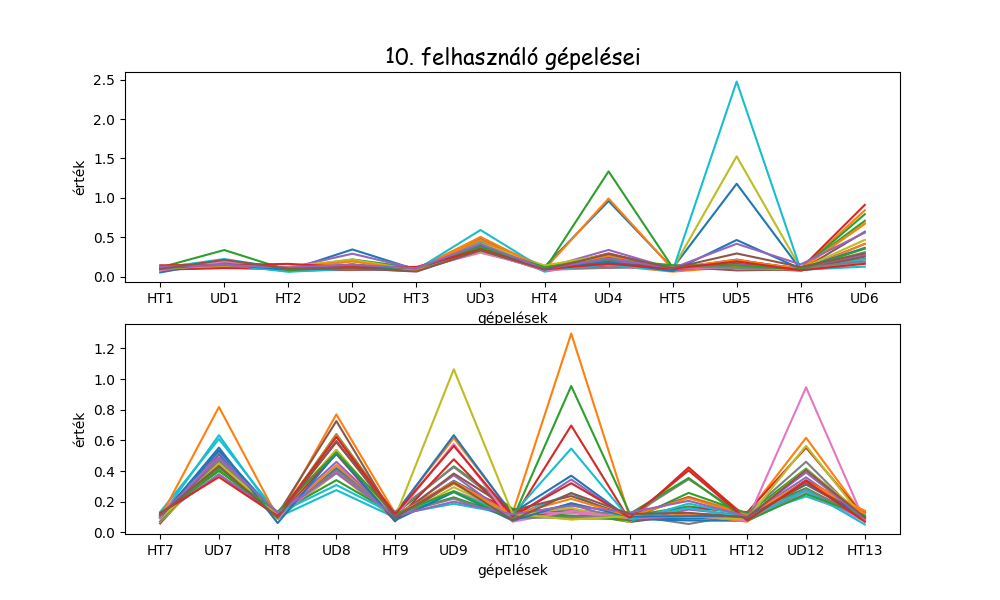 10. felhasználó gépelései
2.5
2.0
1.5
1.0
0.5
0.0
érték
HT1 UD1 HT2 UD2 HT3 UD3 HT4 UD4 HT5 UD5 HT6 UD6
gépelések
1.2
1.0
0.8
0.6
0.4
0.2
0.0
érték
HT7 UD7 HT8 UD8 HT9 UD9 HT10 UD10 HT11 UD11 HT12 UD12 HT13
gépelések